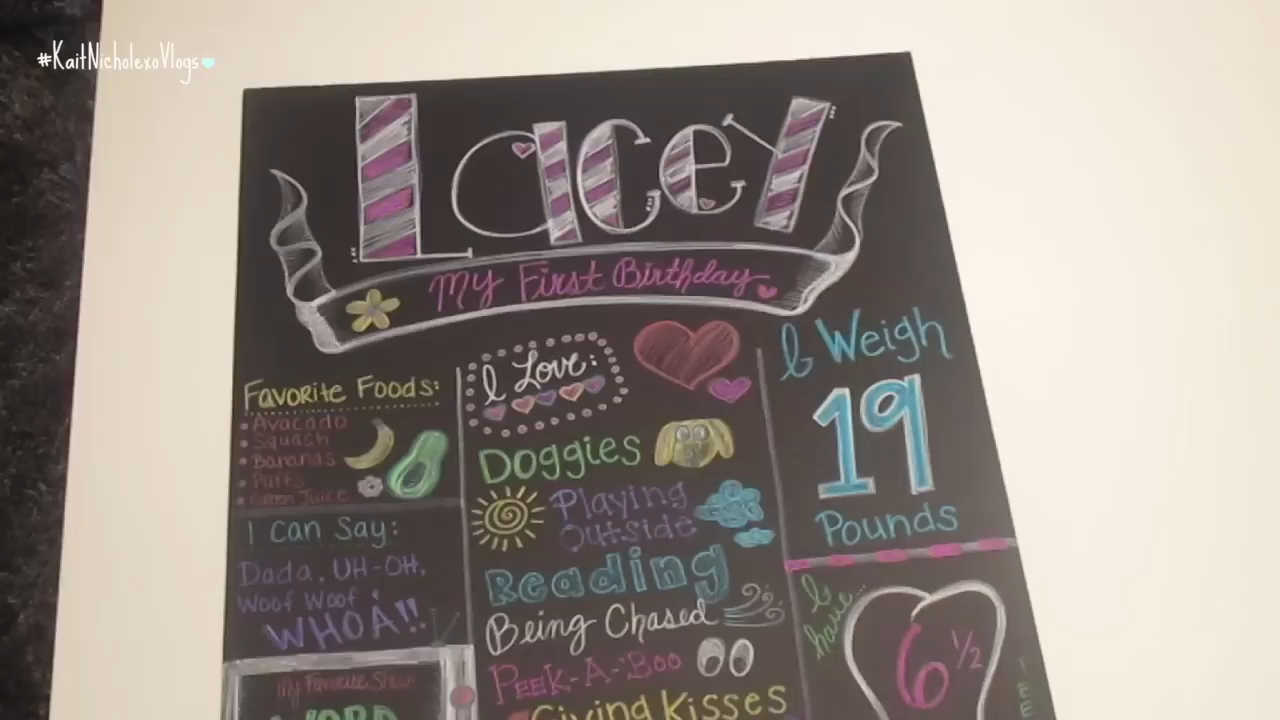 #KaitNicholexoVlogs
Lacey
My First Birthday
Favorite Foods:
Avocado
Squash
Bananas
Puffs
Green Juice
I Can Say:
Dada, UH-OH,
Woof Woof,
WHOA!!
My Favorite Show
WORD
I Love:
Doggies
Playing
Outside
Reading
Being Chased
Peek-A-Boo
Giving Kisses
I Weigh
19
Pounds
I have...
6 1/2
TEE